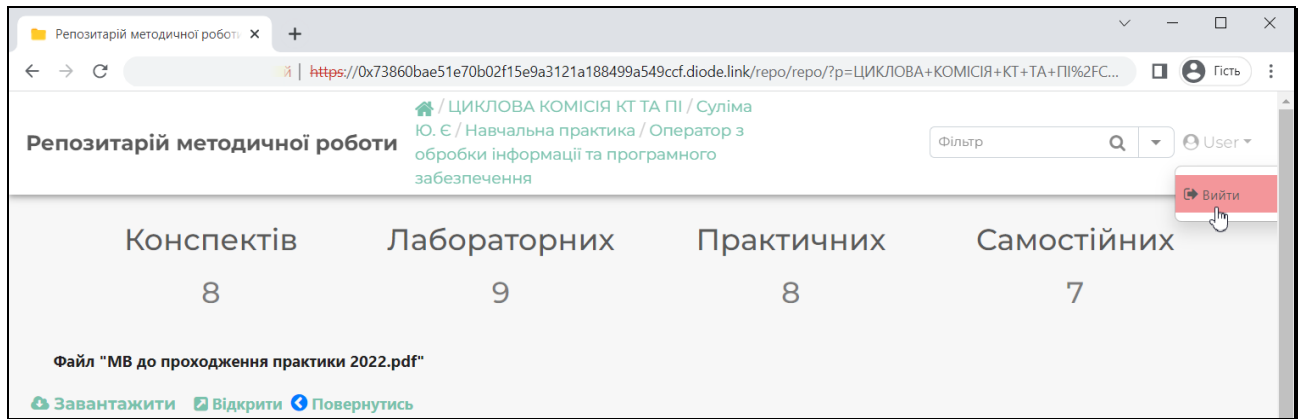 Репозитарій методичної роботи
https://0x73860bae51e70b02f15e9a3121a188499a549ccf.diode.link/repo/repo/?p=ЦИКЛОВА+КОМІСІЯ+КТ+ТА+ПІ%2FC...
Гість
Репозитарій методичної роботи
/ ЦИКЛОВА КОМІСІЯ КТ ТА ПІ / Суліма
Ю. Є / Навчальна практика / Оператор з
обробки інформації та програмного
забезпечення
Фільтр
User
Вийти
Конспектів Лабораторних Практичних Самостійних
8 9 8 7
Файл "МВ до проходження практики 2022.pdf"
Завантажити Відкрити Повернутись